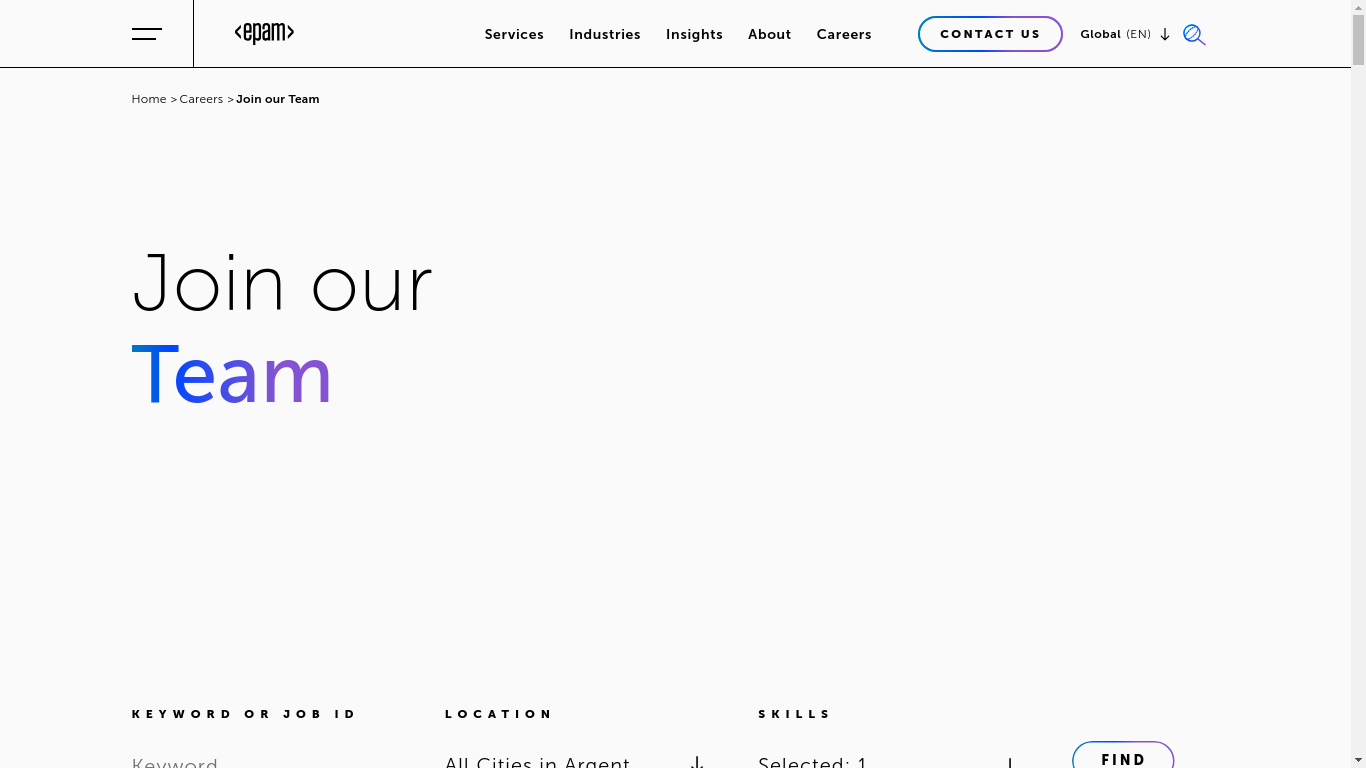 <epam>
Services Industries Insights About Careers CONTACT US Global (EN)
Home > Careers > Join our Team
Join our
Team
KEYWORD OR JOB ID LOCATION SKILLS
Keyword All Cities in Argent Selected: 1 FIND